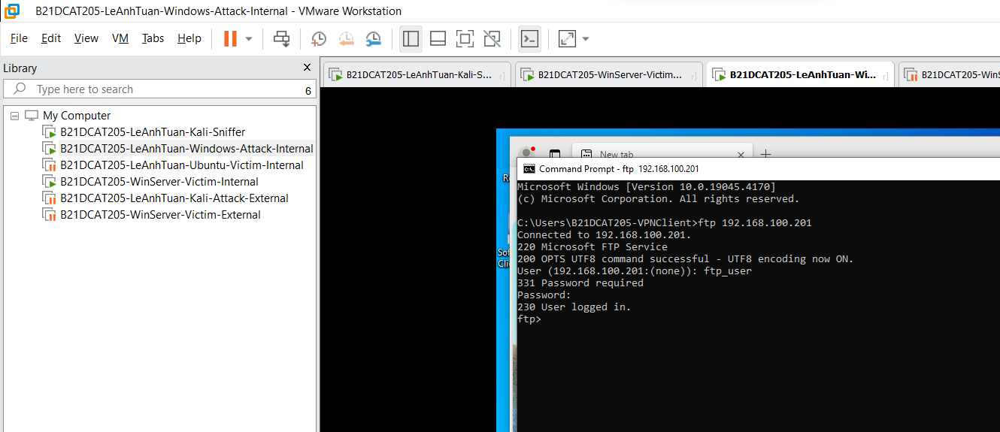 B21DCAT205-LeAnhTuan-Windows-Attack-Internal - VMware Workstation
File Edit View VM Tabs Help
Library
Type here to search
6
My Computer
B21DCAT205-LeAnhTuan-Kali-Sniffer
B21DCAT205-LeAnhTuan-Windows-Attack-Internal
B21DCAT205-LeAnhTuan-Ubuntu-Victim-Internal
B21DCAT205-WinServer-Victim-Internal
B21DCAT205-LeAnhTuan-Kali-Attack-External
B21DCAT205-WinServer-Victim-External
B21DCAT205-LeAnhTuan-Kali-S... B21DCAT205-WinServer-Victim... B21DCAT205-LeAnhTuan-Wi... B21DCAT205-WinS
New tab
Command Prompt - ftp 192.168.100.201
Microsoft Windows [Version 10.0.19045.4170]
(c) Microsoft Corporation. All rights reserved.
C:\Users\B21DCAT205-VPNClient>ftp 192.168.100.201
Connected to 192.168.100.201.
220 Microsoft FTP Service
200 OPTS UTF8 command successful - UTF8 encoding now ON.
User (192.168.100.201:(none)): ftp_user
331 Password required
Password:
230 User logged in.
ftp>